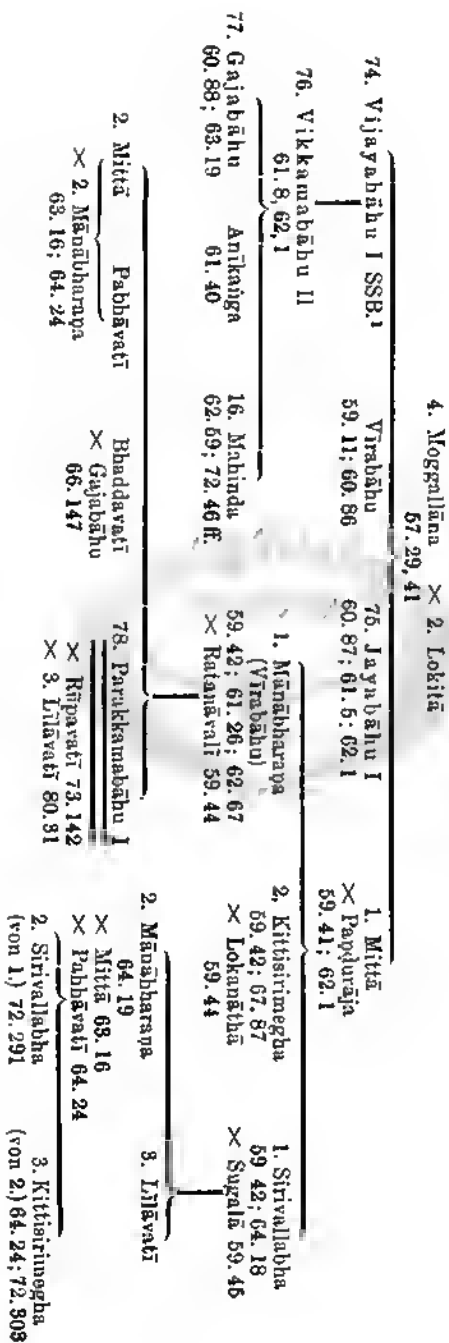 4. Moggallāna × 2. Lokitā
57. 29, 41
74. Vijayabāhu I SSB.¹ Vīrabāhu 75. Jayabāhu I 1. Mittā
59. 11; 60. 86 60. 87; 61. 5; 62. 1 × Paṇḍurāja
59. 41; 62. 1
76. Vikkamabāhu II 1. Mānābharaṇa 2. Kittisirimegha 1. Sirivallabha
61. 8, 62, 1 (Vīrabāhu) 59. 42; 67. 87 59. 42; 64. 18
59. 42; 61. 26; 62. 67 × Lokanāthā × Sugalā 59. 45
× Ratanāvalī 59. 44 59. 44
77. Gajabāhu Anīkaṅga 16. Mahinda
60. 88; 63. 19 61. 40 62. 59; 72. 46 ff.
2. Mittā Pabhāvatī Bhaddavatī 78. Parakkamabāhu I 2. Mānābharaṇa 3. Līlāvatī
× 2. Mānābharaṇa × Gajabāhu × Rūpavatī 73. 142 64. 19
63. 16; 64. 24 66. 147 × 3. Līlāvatī 80. 31 × Mittā 63. 16
× Pabhāvatī 64. 24
2. Sirivallabha 3. Kittisirimegha
(von 1.) 72. 291 (von 2.) 64. 24; 72. 303